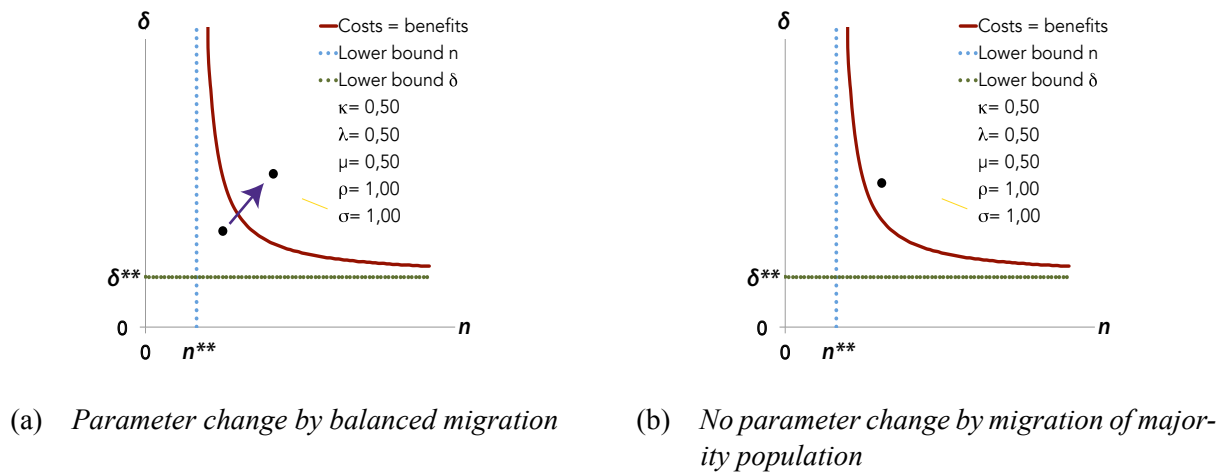 δ
Costs = benefits
Lower bound n
Lower bound δ
κ= 0,50
λ= 0,50
μ= 0,50
ρ= 1,00
σ= 1,00
δ**
0
n
0
n**
δ
Costs = benefits
Lower bound n
Lower bound δ
κ= 0,50
λ= 0,50
μ= 0,50
ρ= 1,00
σ= 1,00
δ**
0
n
0
n**
(a) Parameter change by balanced migration
(b) No parameter change by migration of major-
ity population